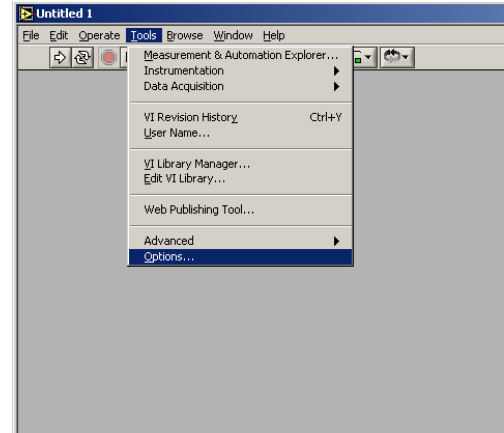 Untitled 1
File Edit Operate Tools Browse Window Help
Measurement & Automation Explorer...
Instrumentation
Data Acquisition
VI Revision History Ctrl+Y
User Name...
VI Library Manager...
Edit VI Library...
Web Publishing Tool...
Advanced
Options...